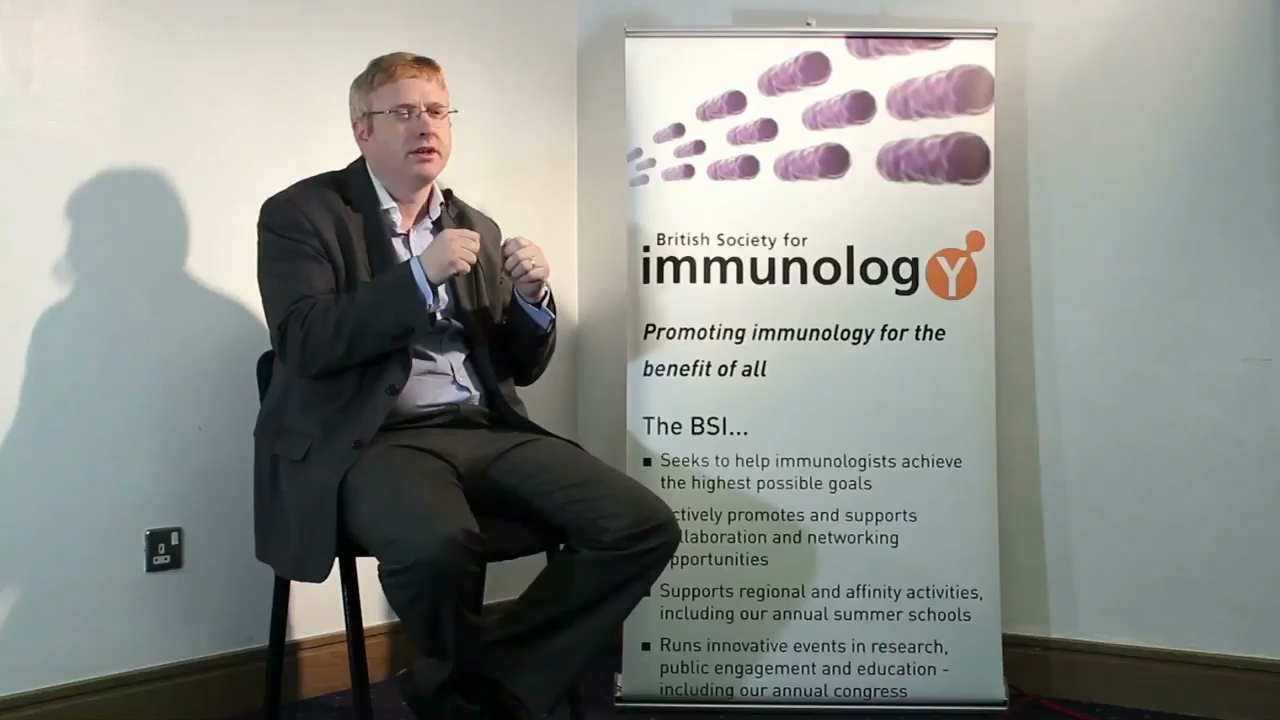 British Society for
immunologY
Promoting immunology for the
benefit of all
The BSI...
■ Seeks to help immunologists achieve
the highest possible goals
ctively promotes and supports
llaboration and networking
pportunities
Supports regional and affinity activities,
including our annual summer schools
■ Runs innovative events in research,
public engagement and education -
including our annual congress